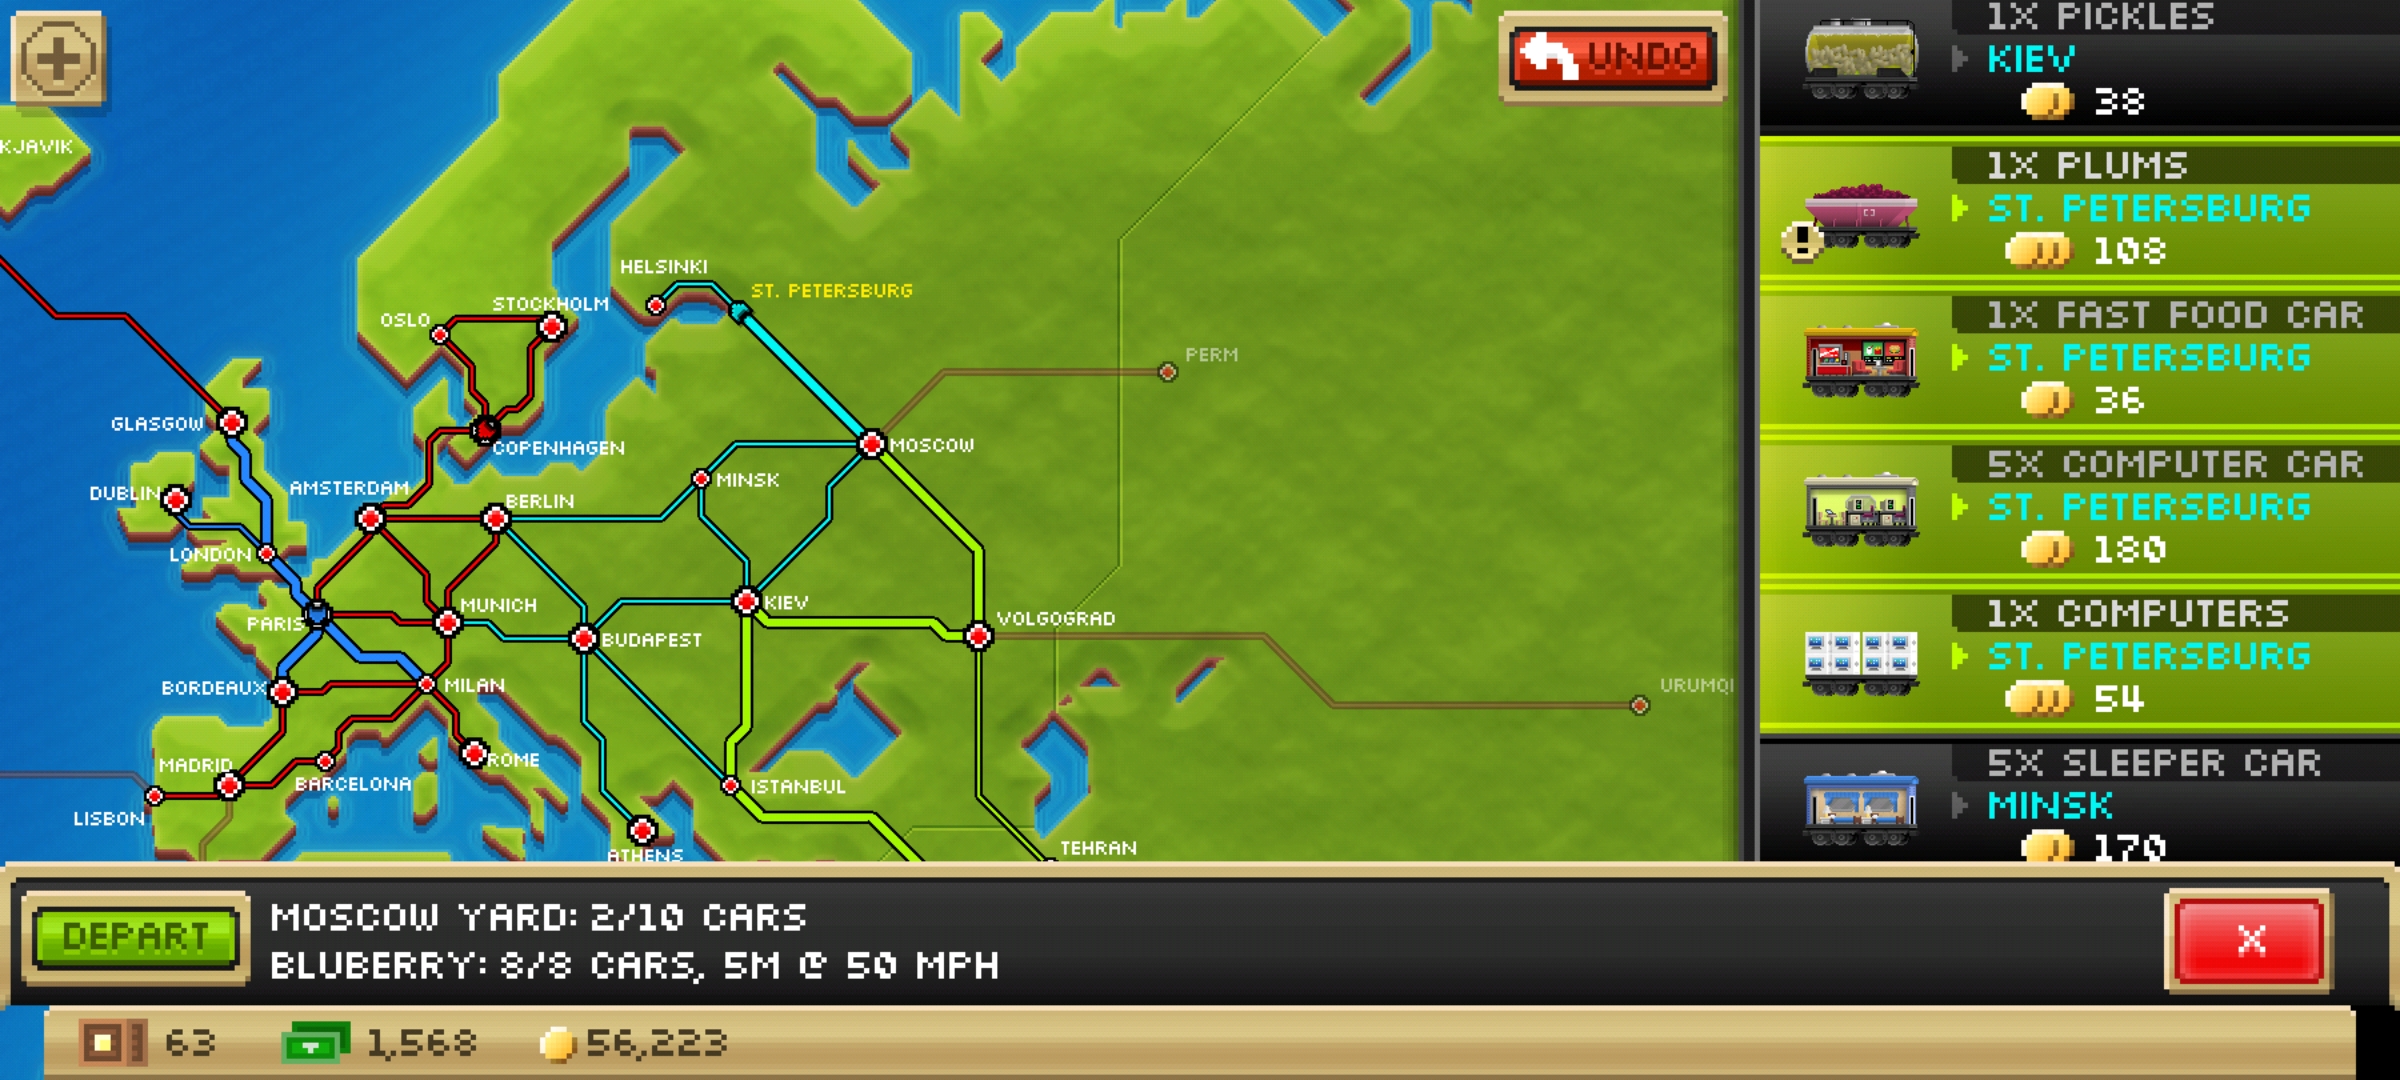 KJAVIK
UNDO
HELSINKI
ST. PETERSBURG
STOCKHOLM
OSLO
PERM
GLASGOW
COPENHAGEN
MOSCOW
MINSK
DUBLIN
AMSTERDAM
BERLIN
LONDON
MUNICH
KIEV
VOLGOGRAD
PARIS
BUDAPEST
BORDEAUX
MILAN
URUMQI
MADRID
ROME
BARCELONA
ISTANBUL
LISBON
ATHENS
TEHRAN
1X PICKLES
KIEV
38
1X PLUMS
ST. PETERSBURG
108
1X FAST FOOD CAR
ST. PETERSBURG
36
5X COMPUTER CAR
ST. PETERSBURG
180
1X COMPUTERS
ST. PETERSBURG
54
5X SLEEPER CAR
MINSK
170
DEPART
MOSCOW YARD: 2/10 CARS
BLUBERRY: 8/8 CARS, 5M @ 50 MPH
X
63 1,568 56,223